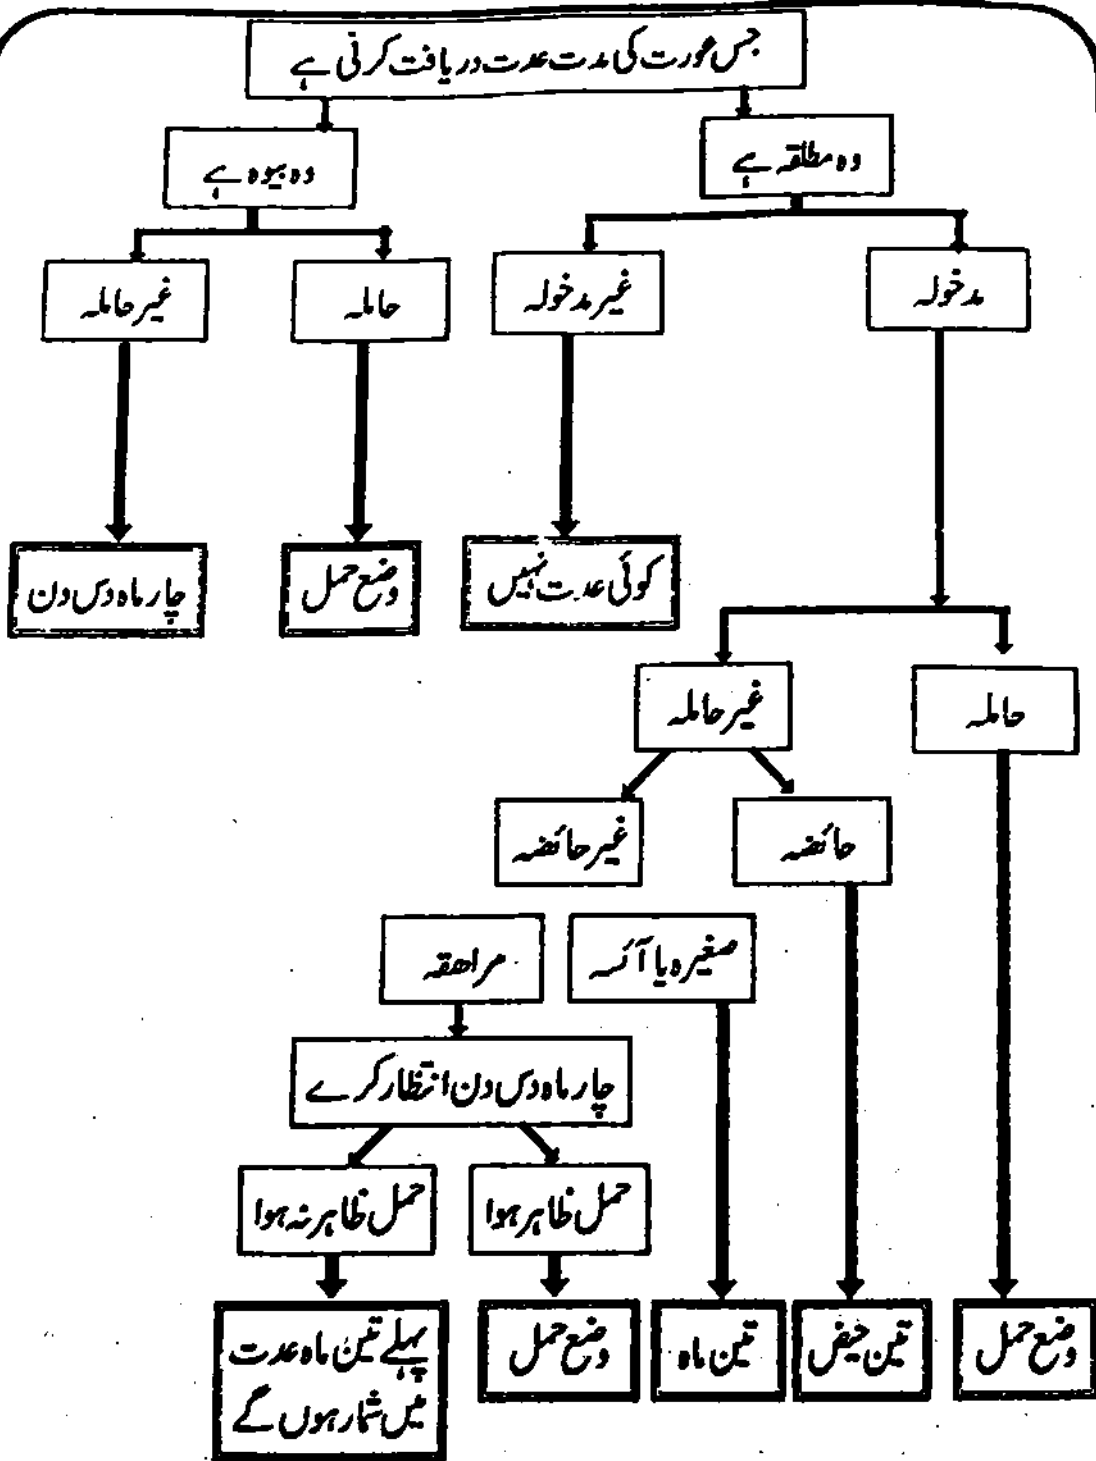 جس عورت کی مدت عدت دریافت کرنی ہے
وہ مطلقہ ہے
وہ بیوہ ہے
مدخولہ
غیر مدخولہ
حاملہ
غیر حاملہ
کوئی عدت نہیں
وضع حمل
چار ماہ دس دن
حاملہ
غیر حاملہ
حائضہ
غیر حائضہ
صغیرہ یا آئسہ
مراھقہ
چار ماہ دس دن انتظار کرے
حمل ظاہر ہوا
حمل ظاہر نہ ہوا
وضع حمل
تین حیض
تین ماہ
وضع حمل
پہلے تین ماہ عدت
میں شمار ہوں گے